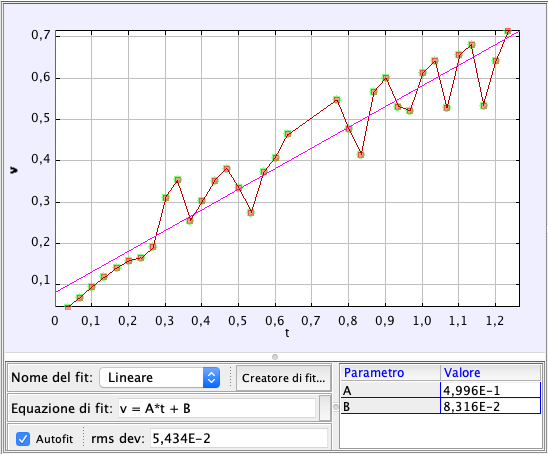 0,7
0,6
0,5
v
0,4
0,3
0,2
0,1
0 0,1 0,2 0,3 0,4 0,5 0,6 0,7 0,8 0,9 1,0 1,1 1,2
t
Nome del fit: Lineare Creatore di fit...
Equazione di fit: v = A*t + B
Autofit rms dev: 5,434E-2
Parametro Valore
A 4,996E-1
B 8,316E-2